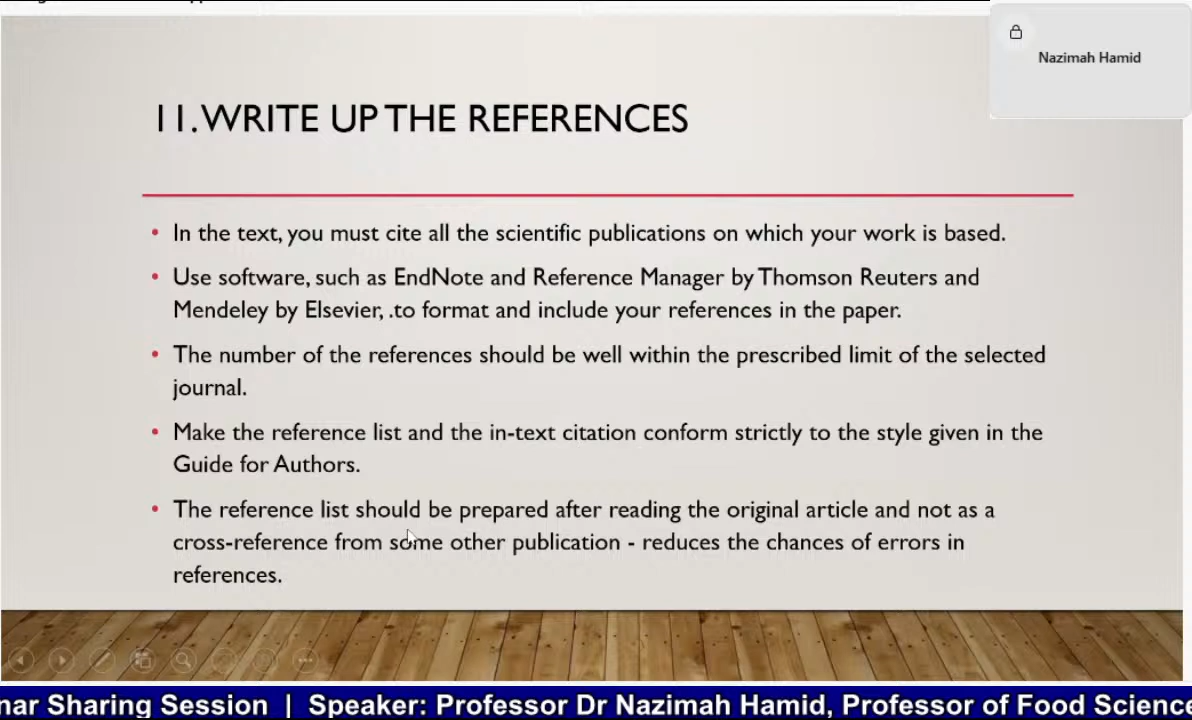 Nazimah Hamid
11. WRITE UP THE REFERENCES
• In the text, you must cite all the scientific publications on which your work is based.
• Use software, such as EndNote and Reference Manager by Thomson Reuters and
Mendeley by Elsevier, .to format and include your references in the paper.
• The number of the references should be well within the prescribed limit of the selected
journal.
• Make the reference list and the in-text citation conform strictly to the style given in the
Guide for Authors.
• The reference list should be prepared after reading the original article and not as a
cross-reference from some other publication - reduces the chances of errors in
references.
nar Sharing Session | Speaker: Professor Dr Nazimah Hamid, Professor of Food Science